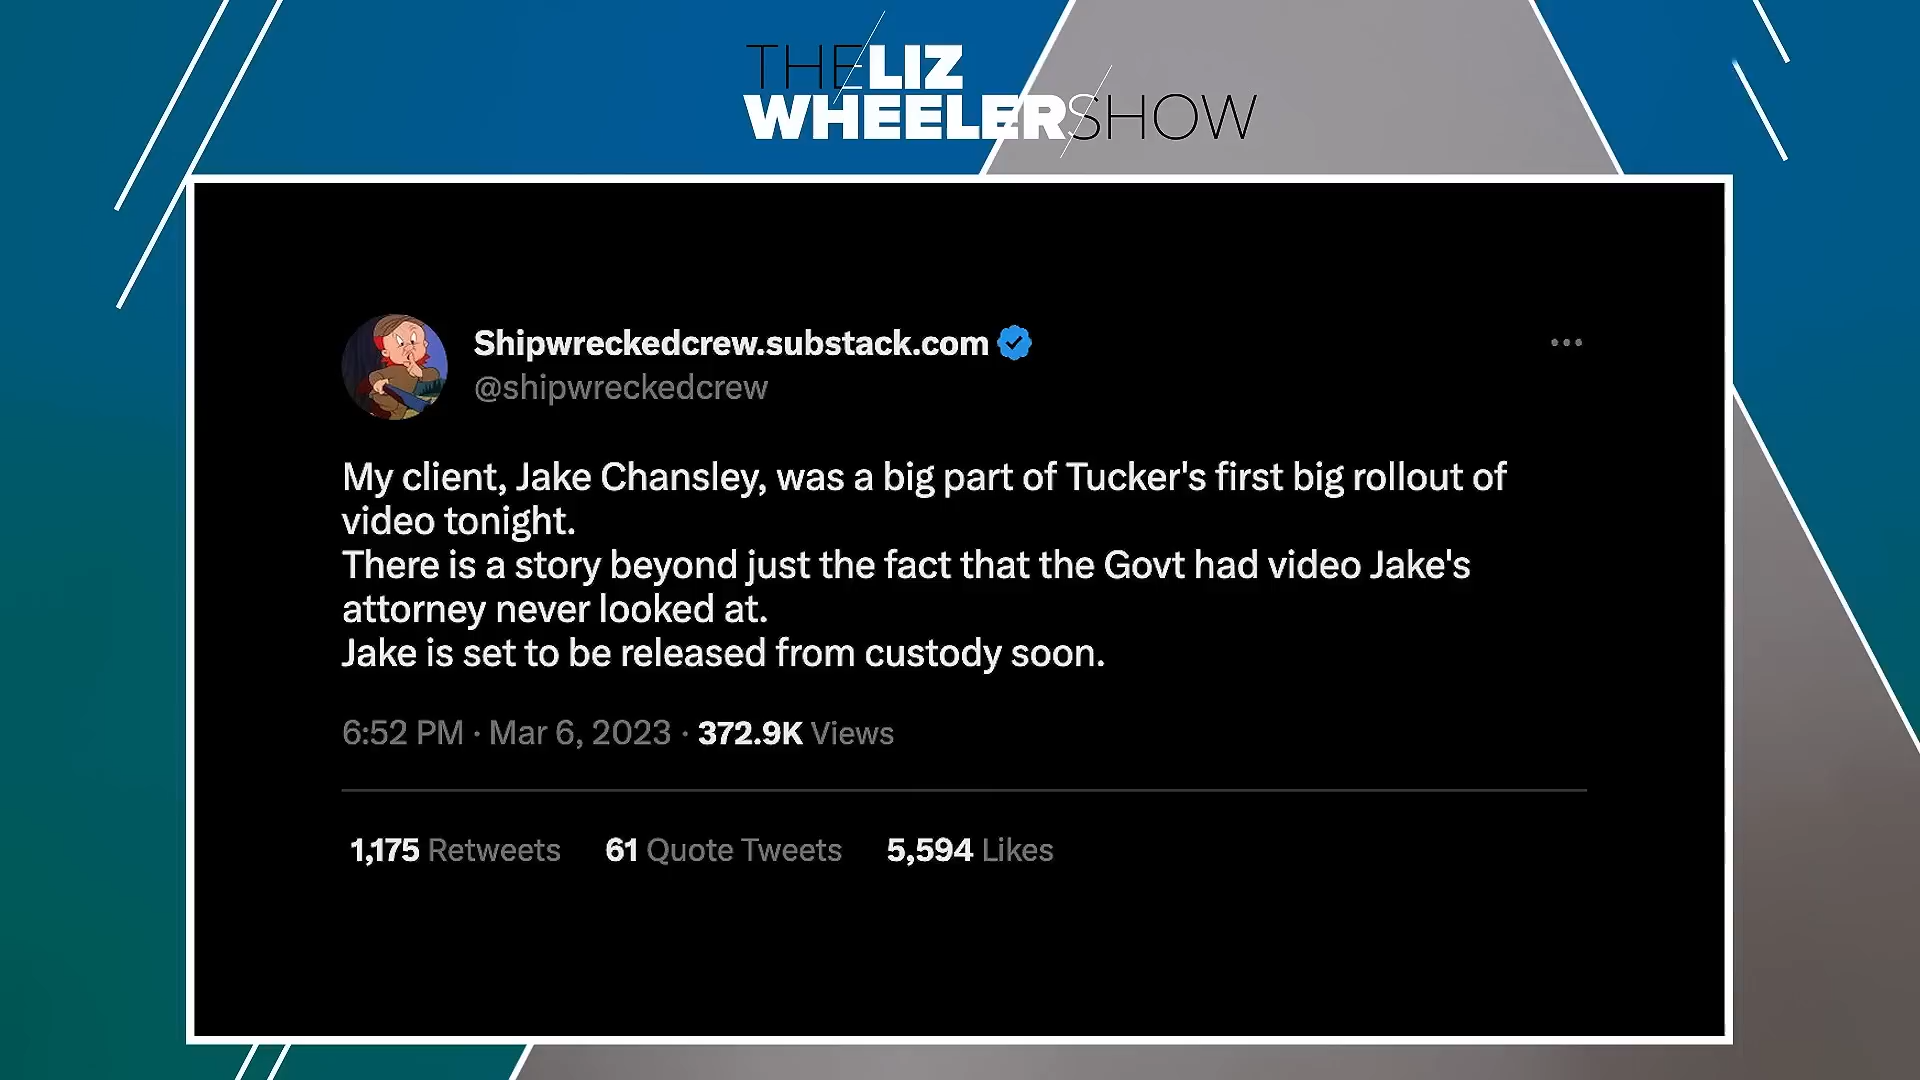 THE LIZ
WHEELER SHOW
Shipwreckedcrew.substack.com
@shipwreckedcrew
My client, Jake Chansley, was a big part of Tucker's first big rollout of
video tonight.
There is a story beyond just the fact that the Govt had video Jake's
attorney never looked at.
Jake is set to be released from custody soon.
6:52 PM · Mar 6, 2023 · 372.9K Views
1,175 Retweets 61 Quote Tweets 5,594 Likes